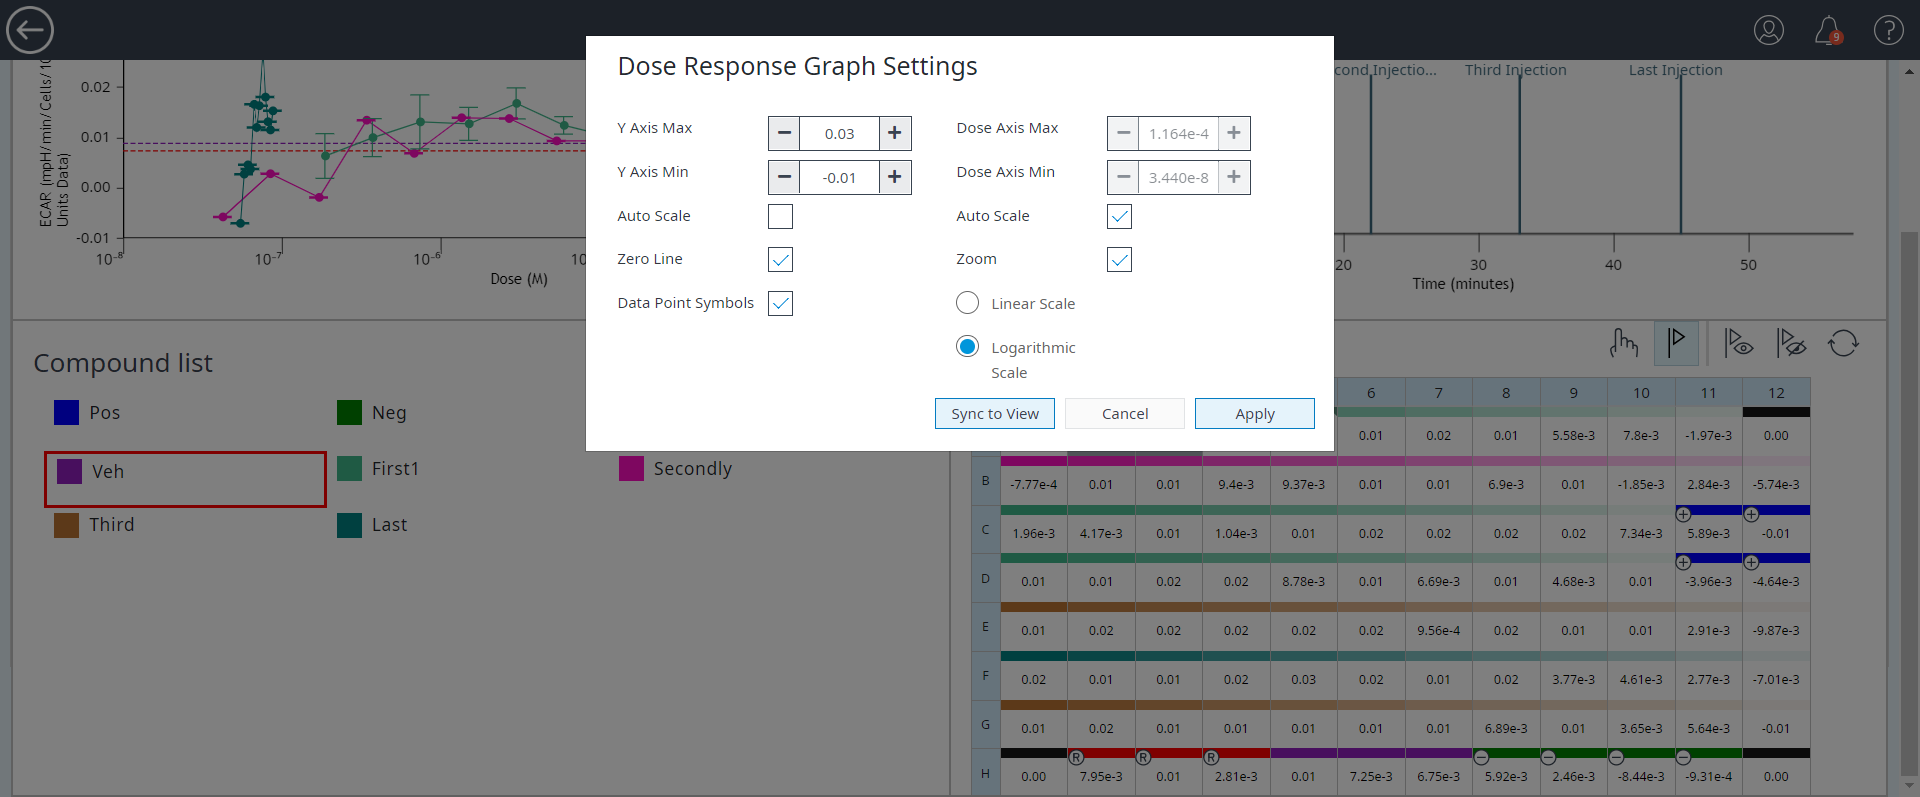 9
?
Dose Response Graph Settings
Y Axis Max
0.03
Dose Axis Max
1.164e-4
Y Axis Min
-0.01
Dose Axis Min
3.440e-8
Auto Scale
Auto Scale
Zero Line
Zoom
Data Point Symbols
Linear Scale
Logarithmic
Scale
Sync to View
Cancel
Apply
ECAR (mpH/min/Cells/10
Units Data)
0.02
0.01
0.00
-0.01
10⁻⁸
10⁻⁷
10⁻⁶
10
Dose (M)
cond Injectio...
Third Injection
Last Injection
20
30
40
50
Time (minutes)
Compound list
Pos
Neg
Veh
First1
Secondly
Third
Last
6 7 8 9 10 11 12
0.01 0.02 0.01 5.58e-3 7.8e-3 -1.97e-3 0.00
B -7.77e-4 0.01 0.01 9.4e-3 9.37e-3 0.01 0.01 6.9e-3 0.01 -1.85e-3 2.84e-3 -5.74e-3
C 1.96e-3 4.17e-3 0.01 1.04e-3 0.01 0.02 0.02 0.02 0.02 7.34e-3 5.89e-3 -0.01
D 0.01 0.01 0.02 0.02 8.78e-3 0.01 6.69e-3 0.01 4.68e-3 0.01 -3.96e-3 -4.64e-3
E 0.01 0.02 0.02 0.02 0.02 0.02 9.56e-4 0.02 0.01 0.01 2.91e-3 -9.87e-3
F 0.02 0.01 0.01 0.02 0.03 0.02 0.01 0.02 3.77e-3 4.61e-3 2.77e-3 -7.01e-3
G 0.01 0.02 0.01 0.01 0.01 0.01 0.01 6.89e-3 0.01 3.65e-3 5.64e-3 -0.01
R R R
H 0.00 7.95e-3 0.01 2.81e-3 0.01 7.25e-3 6.75e-3 5.92e-3 2.46e-3 -8.44e-3 -9.31e-4 0.00